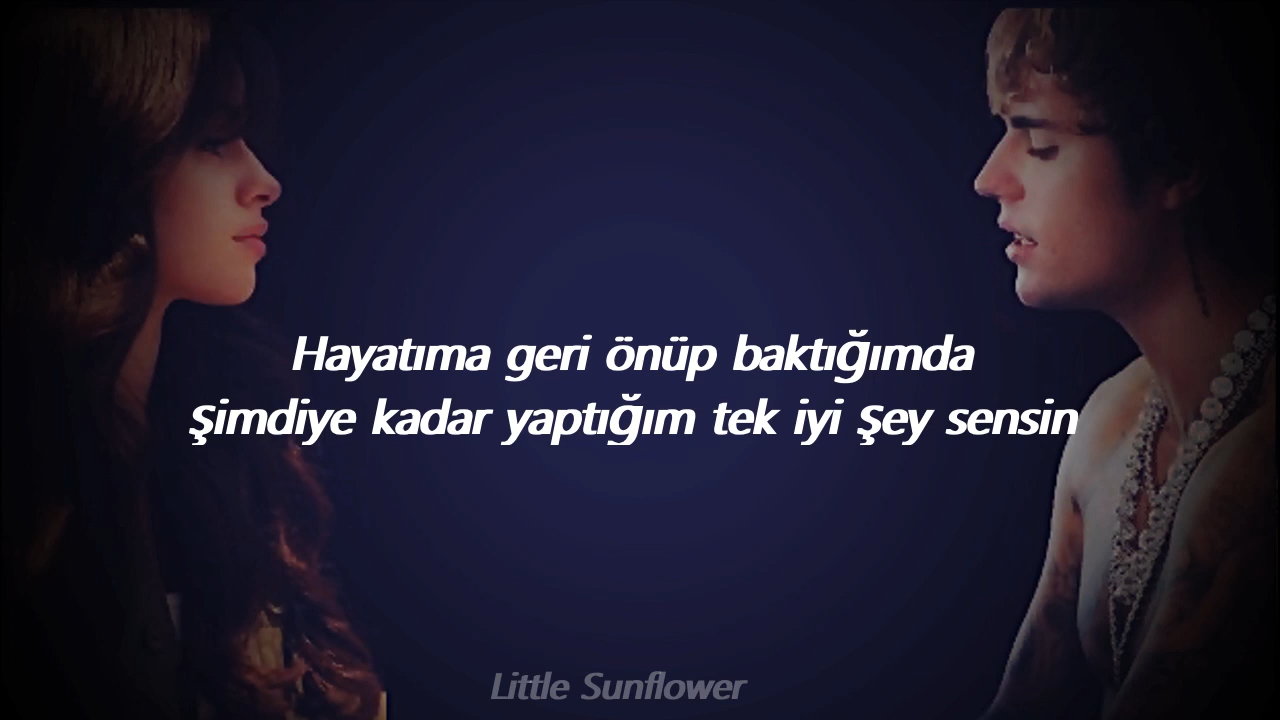 Hayatıma geri önüp baktığımda
Şimdiye kadar yaptığım tek iyi şey sensin
Little Sunflower